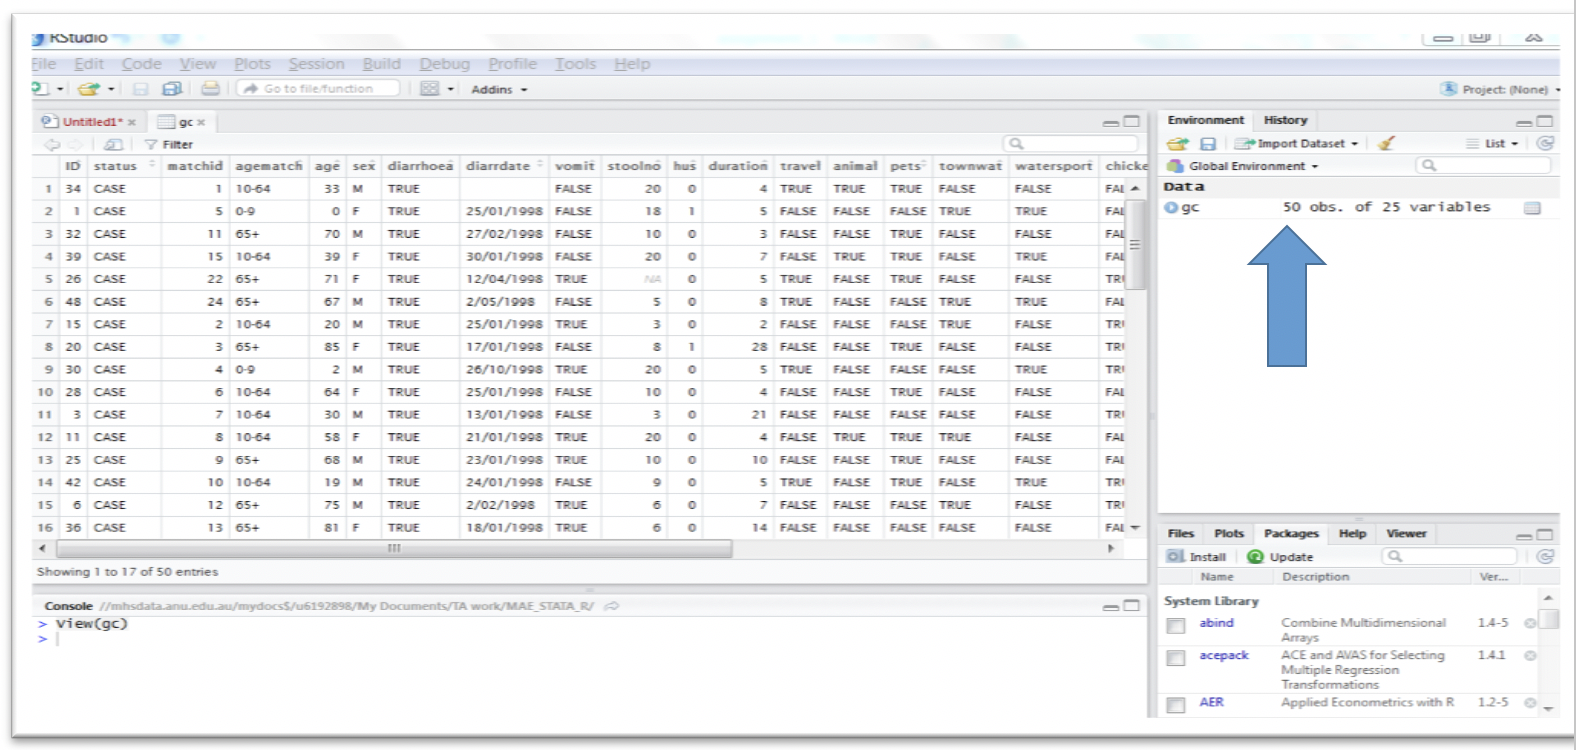 RStudio
File Edit Code View Plots Session Build Debug Profile Tools Help
Go to file/function Addins Project: (None)
Untitled1* × gc ×
Filter
ID status matchid agematch age sex diarrhoea diarrdate vomit stoolno hus duration travel animal pets townwat watersport chicke
1 34 CASE 1 10-64 33 M TRUE FALSE 20 0 4 TRUE TRUE TRUE FALSE FALSE FAL
2 1 CASE 5 0-9 0 F TRUE 25/01/1998 FALSE 18 1 5 FALSE FALSE FALSE TRUE TRUE FAL
3 32 CASE 11 65+ 70 M TRUE 27/02/1998 FALSE 10 0 3 FALSE FALSE TRUE FALSE FALSE FAL
4 39 CASE 15 10-64 39 F TRUE 30/01/1998 FALSE 20 0 7 FALSE TRUE TRUE FALSE TRUE FAL
5 26 CASE 22 65+ 71 F TRUE 12/04/1998 TRUE NA 0 5 TRUE FALSE TRUE FALSE FALSE TR
6 48 CASE 24 65+ 67 M TRUE 2/05/1998 FALSE 5 0 8 TRUE FALSE FALSE TRUE TRUE FAL
7 15 CASE 2 10-64 20 M TRUE 25/01/1998 TRUE 3 0 2 FALSE FALSE FALSE TRUE FALSE TR
8 20 CASE 3 65+ 85 F TRUE 17/01/1998 FALSE 8 1 28 FALSE FALSE TRUE FALSE FALSE TR
9 30 CASE 4 0-9 2 M TRUE 26/10/1998 TRUE 20 0 5 TRUE FALSE TRUE FALSE TRUE TR
10 28 CASE 6 10-64 64 F TRUE 25/01/1998 FALSE 10 0 4 FALSE FALSE TRUE FALSE FALSE FAL
11 3 CASE 7 10-64 30 M TRUE 13/01/1998 FALSE 3 0 21 FALSE FALSE TRUE FALSE FALSE TR
12 11 CASE 8 10-64 58 F TRUE 21/01/1998 TRUE 20 0 4 FALSE TRUE TRUE TRUE FALSE FAL
13 25 CASE 9 65+ 68 M TRUE 23/01/1998 TRUE 10 0 10 FALSE FALSE TRUE FALSE FALSE TR
14 42 CASE 10 10-64 19 M TRUE 24/01/1998 FALSE 9 0 5 TRUE FALSE TRUE FALSE TRUE TR
15 6 CASE 12 65+ 75 M TRUE 2/02/1998 TRUE 6 0 7 FALSE FALSE FALSE TRUE FALSE TR
16 36 CASE 13 65+ 81 F TRUE 18/01/1998 TRUE 6 0 14 FALSE FALSE FALSE FALSE FALSE FAL
Showing 1 to 17 of 50 entries
Console //mhsdata.anu.edu.au/mydocs$/u6192898/My Documents/TA work/MAE_STATA_R/
> View(gc)
>
Environment History
Import Dataset List
Global Environment
Data
gc 50 obs. of 25 variables
Files Plots Packages Help Viewer
Install Update
Name Description Ver...
System Library
abind Combine Multidimensional Arrays 1.4-5
acepack ACE and AVAS for Selecting Multiple Regression Transformations 1.4.1
AER Applied Econometrics with R 1.2-5